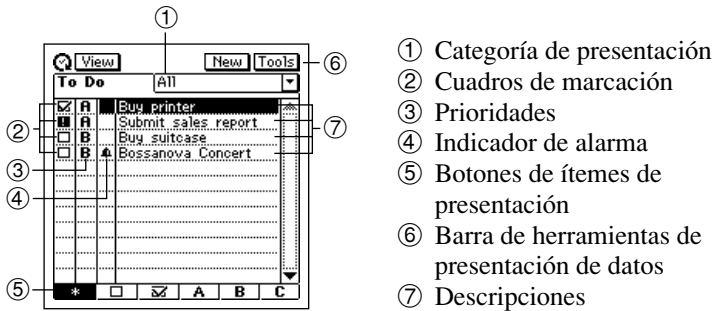 ①
View New Tools ⑥
To Do All
A Buy printer
A Submit sales report ⑦
② B Buy suitcase
B Bossanova Concert
③
④
⑤ * A B C
① Categoría de presentación
② Cuadros de marcación
③ Prioridades
④ Indicador de alarma
⑤ Botones de ítemes de
presentación
⑥ Barra de herramientas de
presentación de datos
⑦ Descripciones